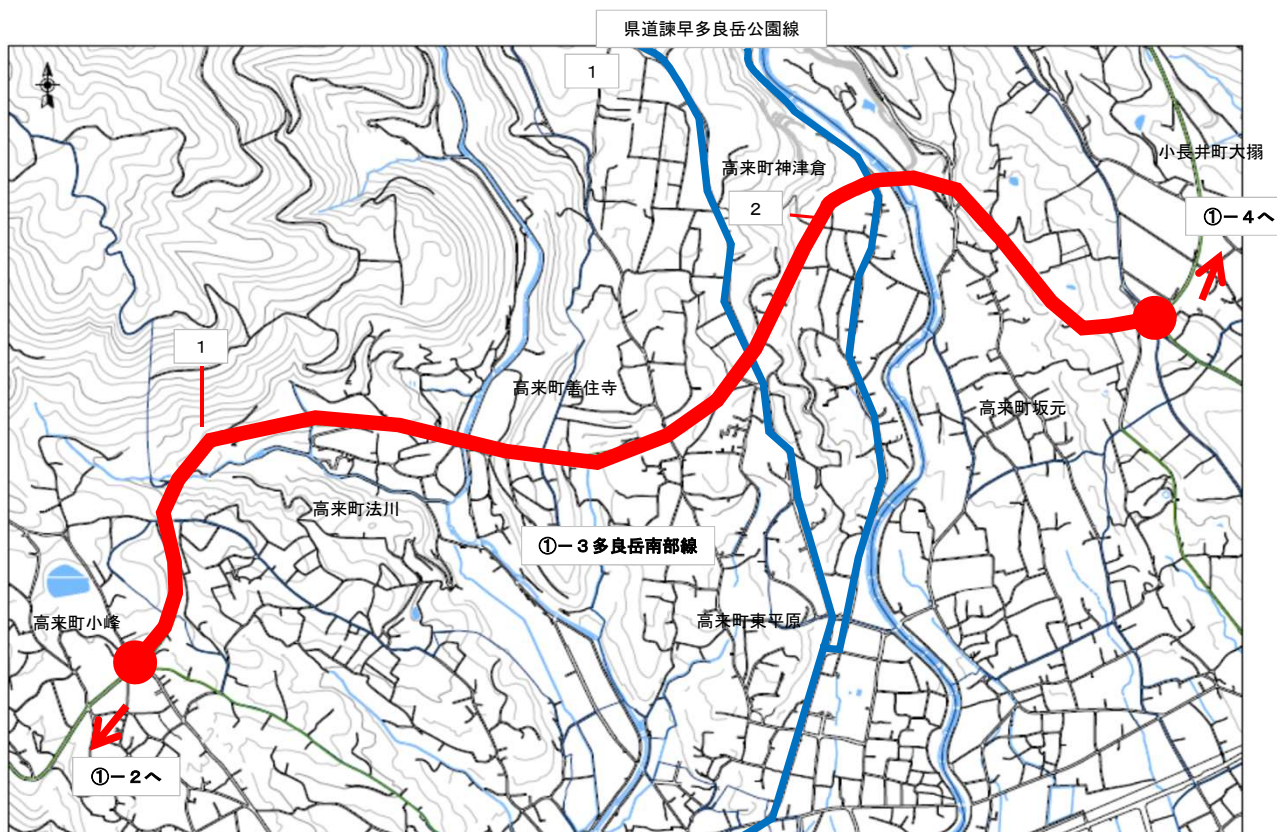 県道諫早多良岳公園線
1
小長井町大搦
高来町神津倉
2
①－4へ
1
高来町善住寺
高来町坂元
高来町法川
①－3多良岳南部線
高来町小峰
高来町東平原
①－2へ